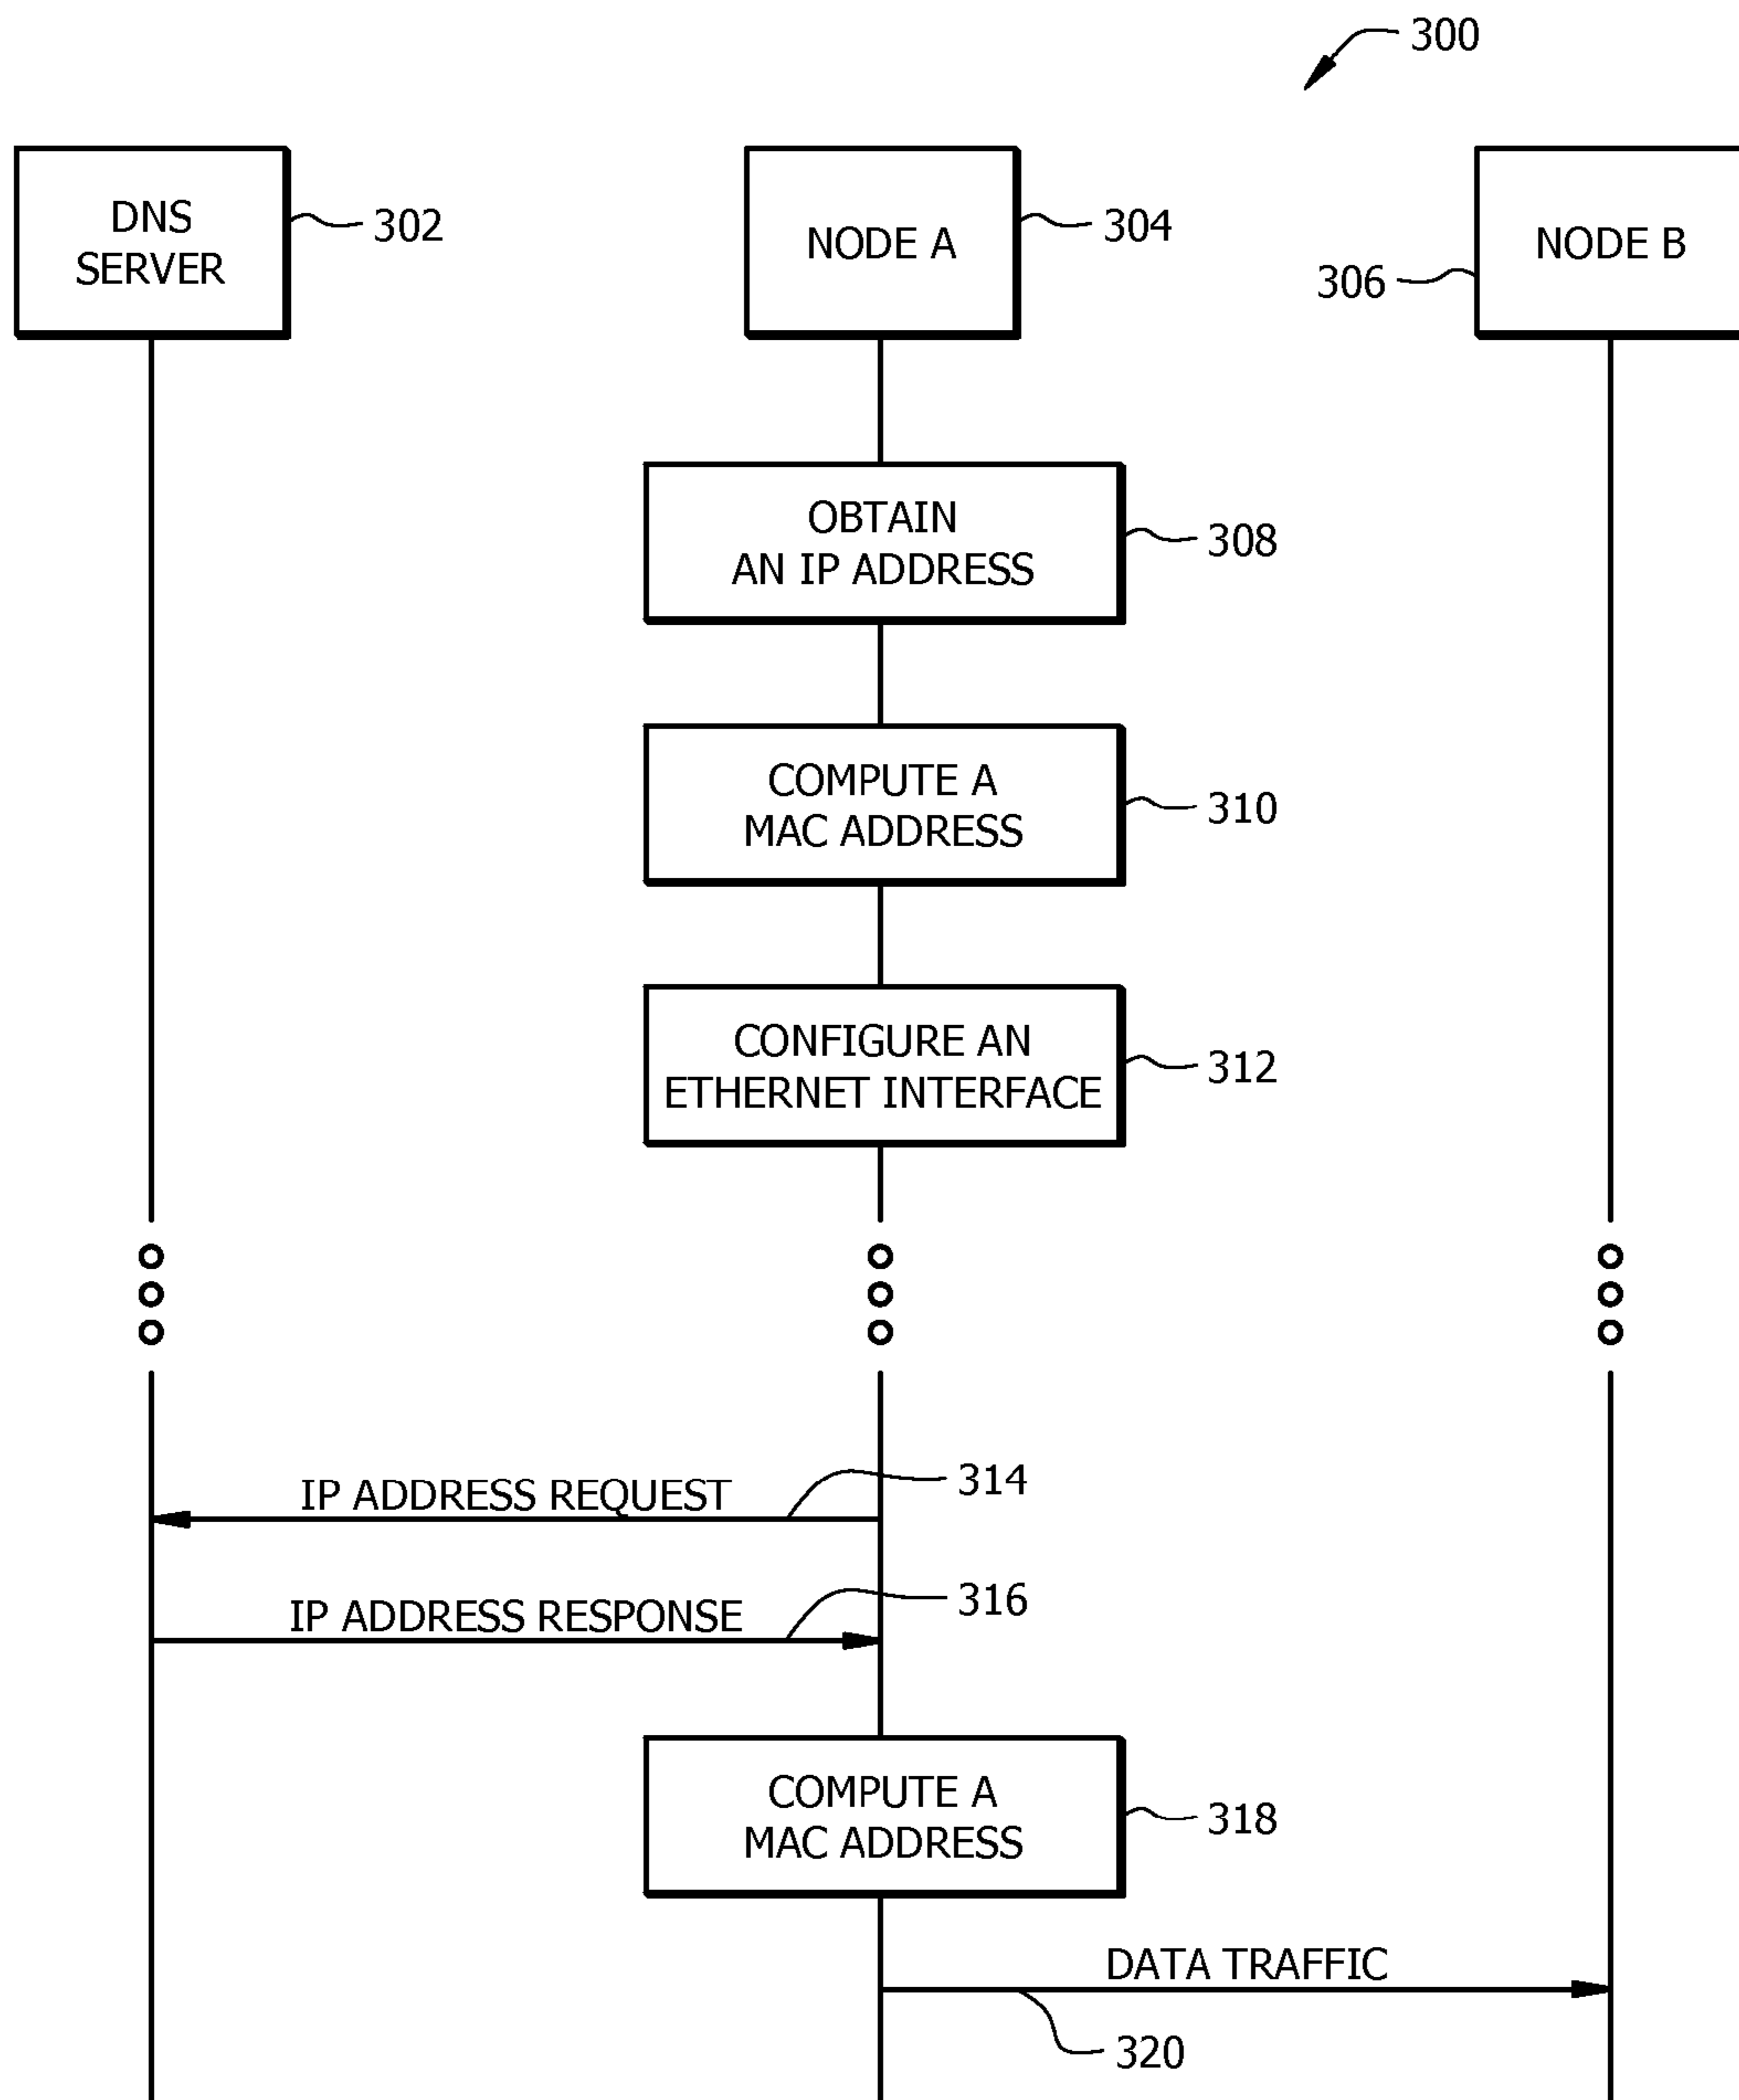 300
DNS
SERVER
302
NODE A
304
306
NODE B
OBTAIN
AN IP ADDRESS
308
COMPUTE A
MAC ADDRESS
310
CONFIGURE AN
ETHERNET INTERFACE
312
IP ADDRESS REQUEST
314
IP ADDRESS RESPONSE
316
COMPUTE A
MAC ADDRESS
318
DATA TRAFFIC
320